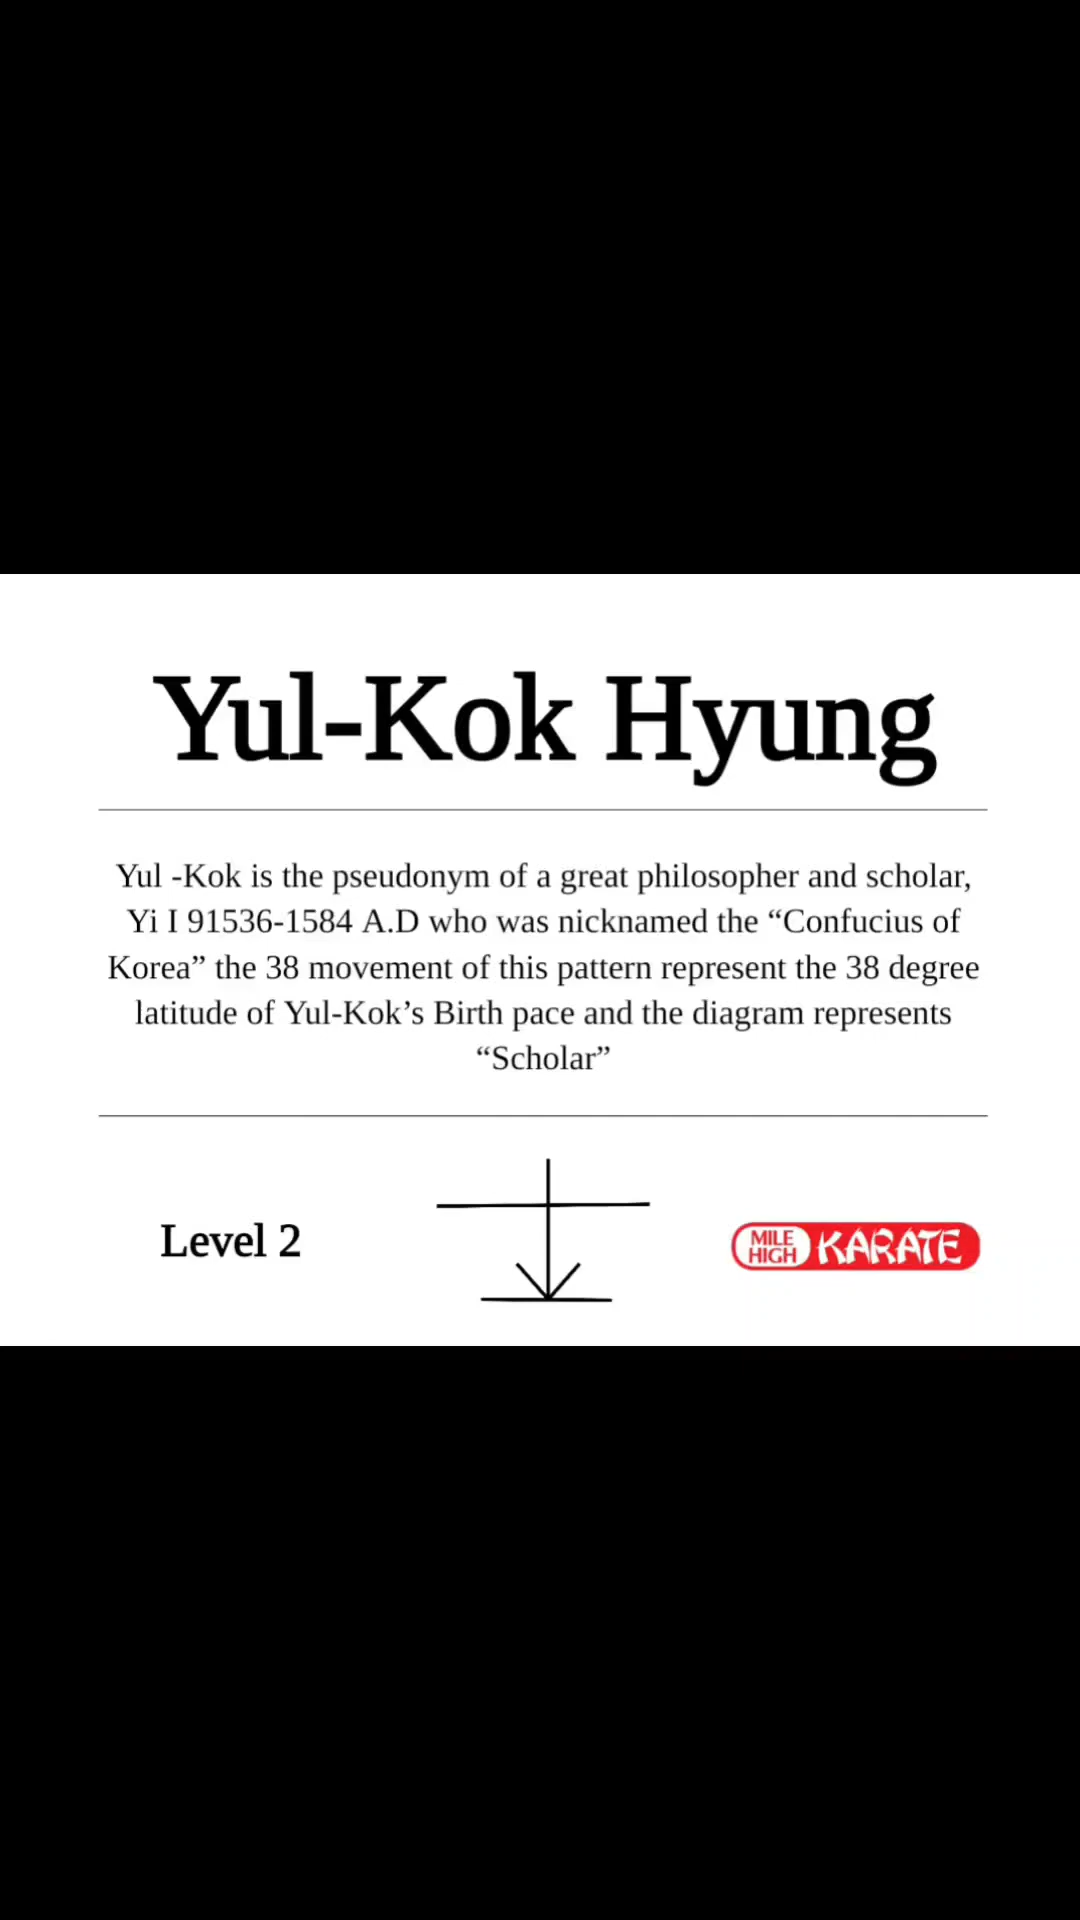 Yul-Kok Hyung
Yul -Kok is the pseudonym of a great philosopher and scholar,
Yi I 91536-1584 A.D who was nicknamed the “Confucius of
Korea” the 38 movement of this pattern represent the 38 degree
latitude of Yul-Kok’s Birth pace and the diagram represents
“Scholar”
Level 2
MILE
HIGH
KARATE